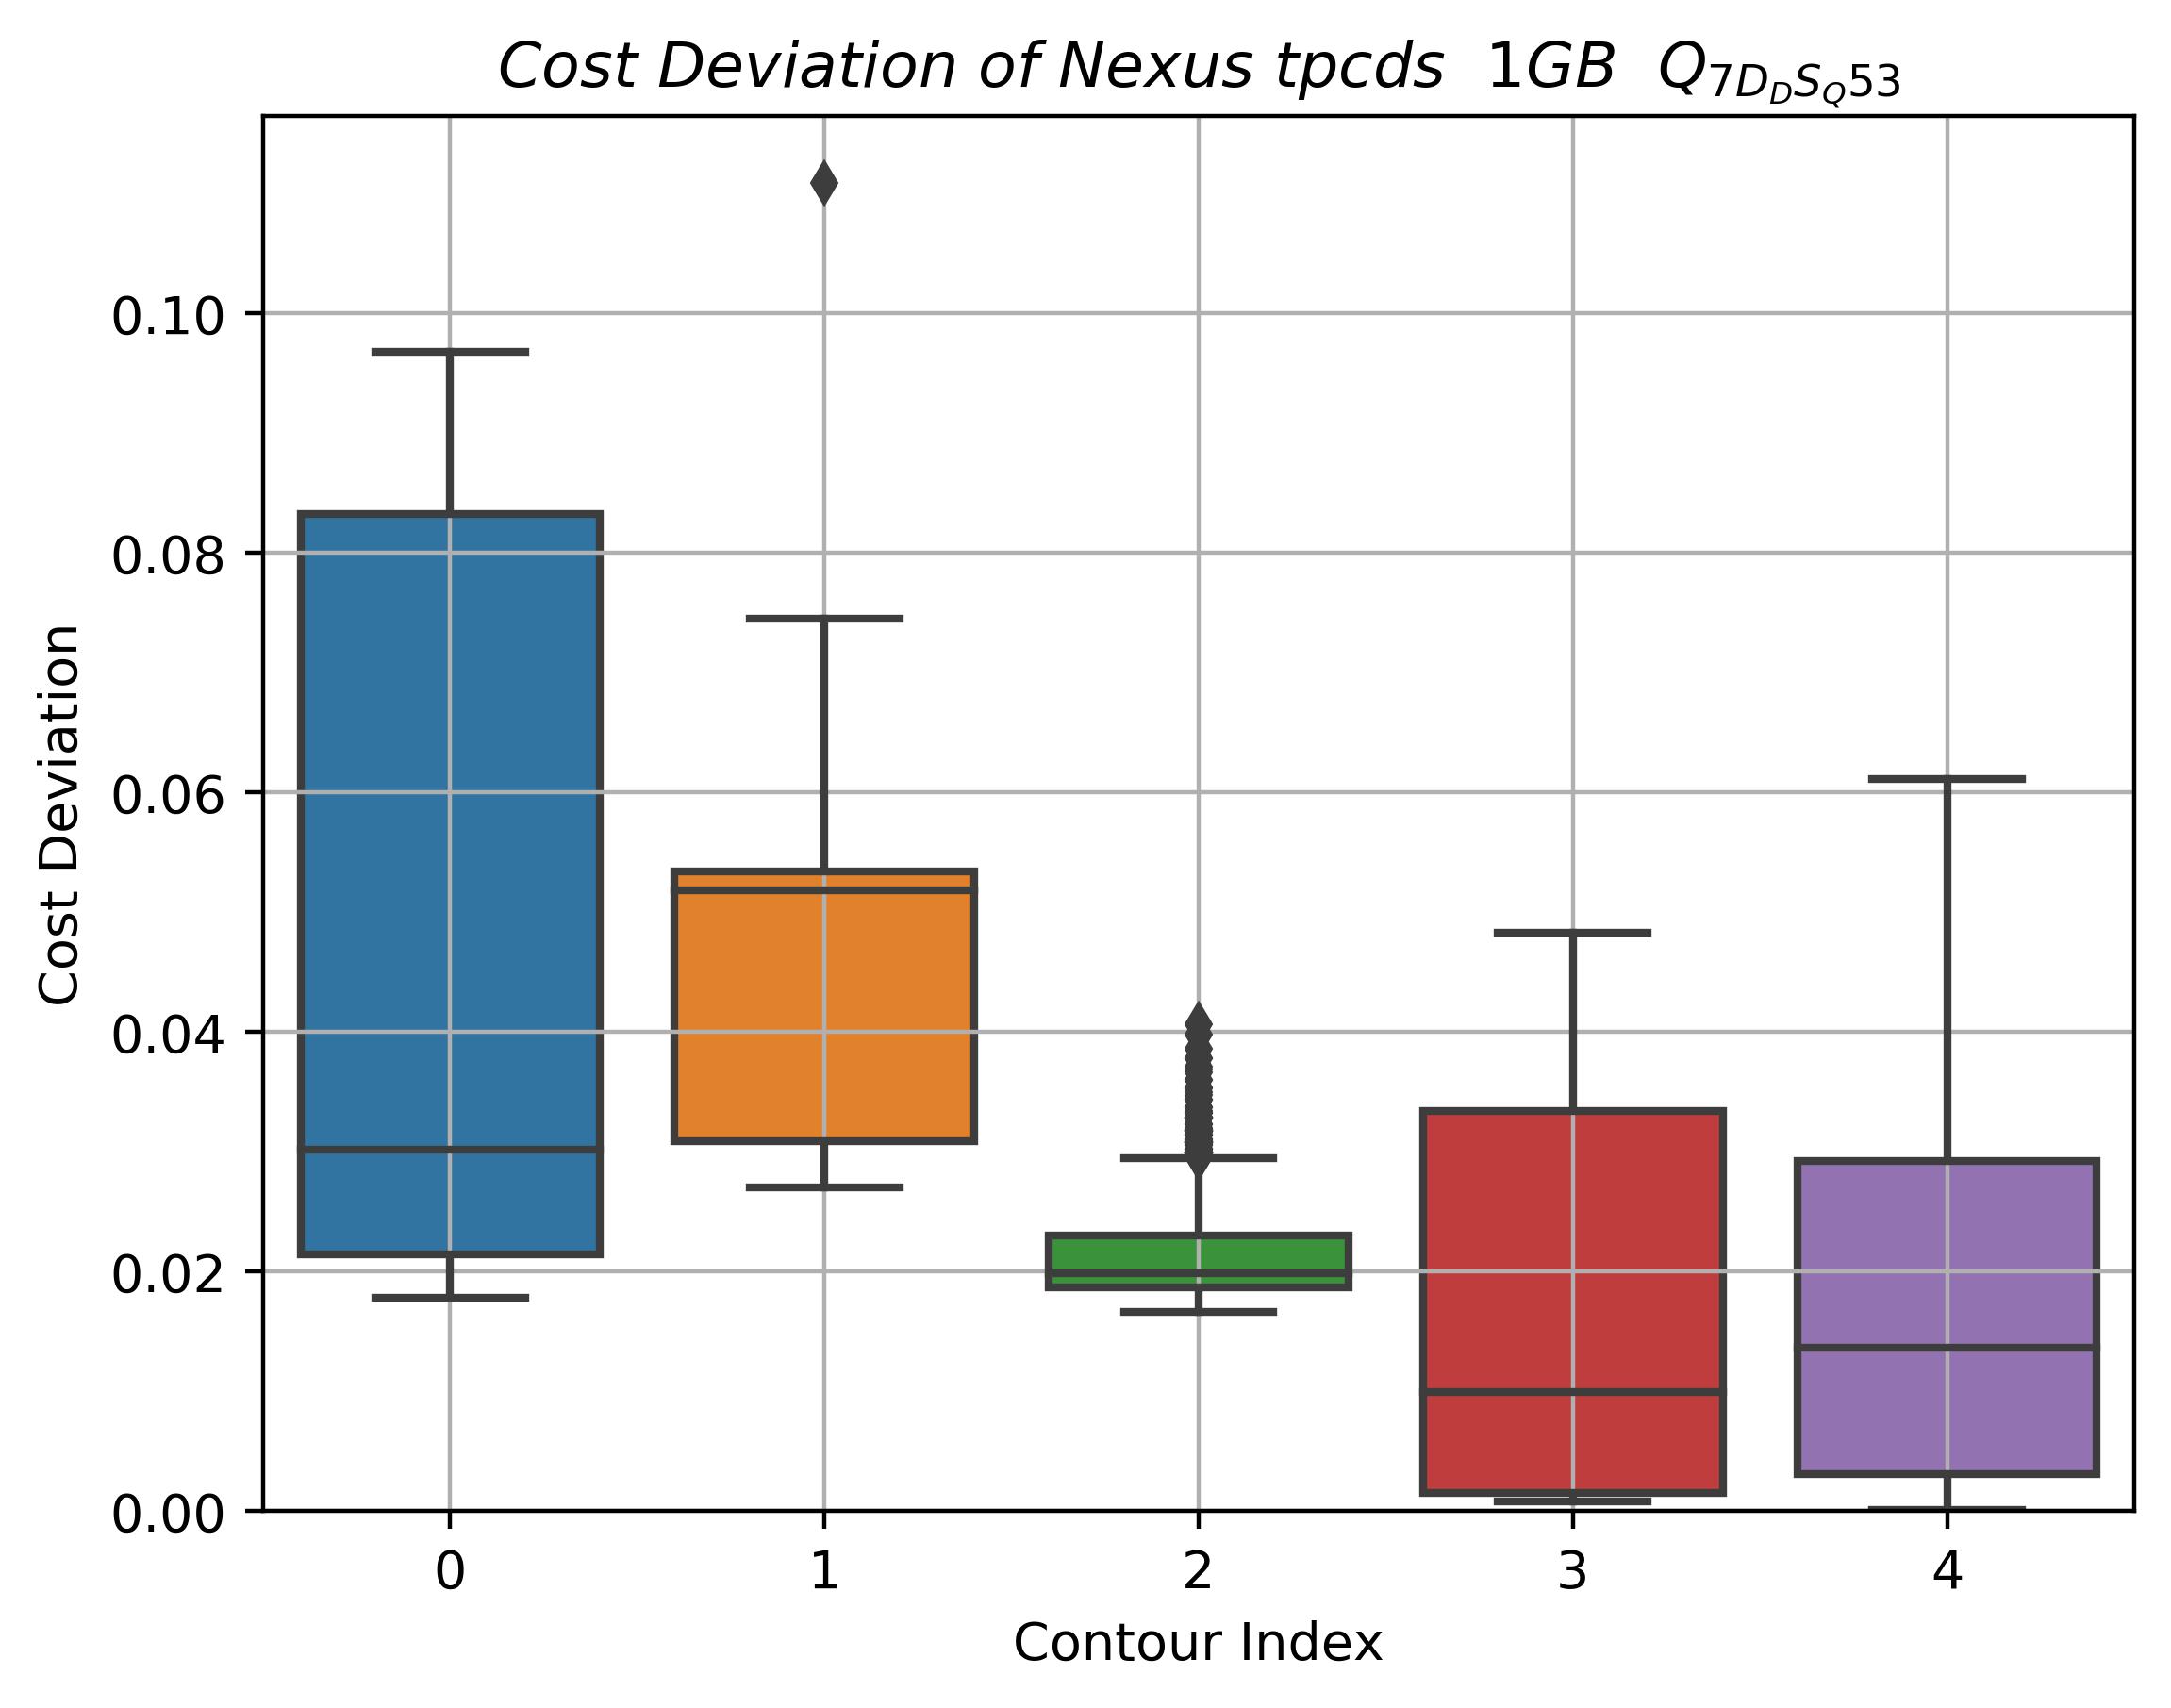 Cost Deviation of Nexus tpcds 1GB Q7DDSQ53
0.10
0.08
0.06
0.04
0.02
0.00
Cost Deviation
0 1 2 3 4
Contour Index